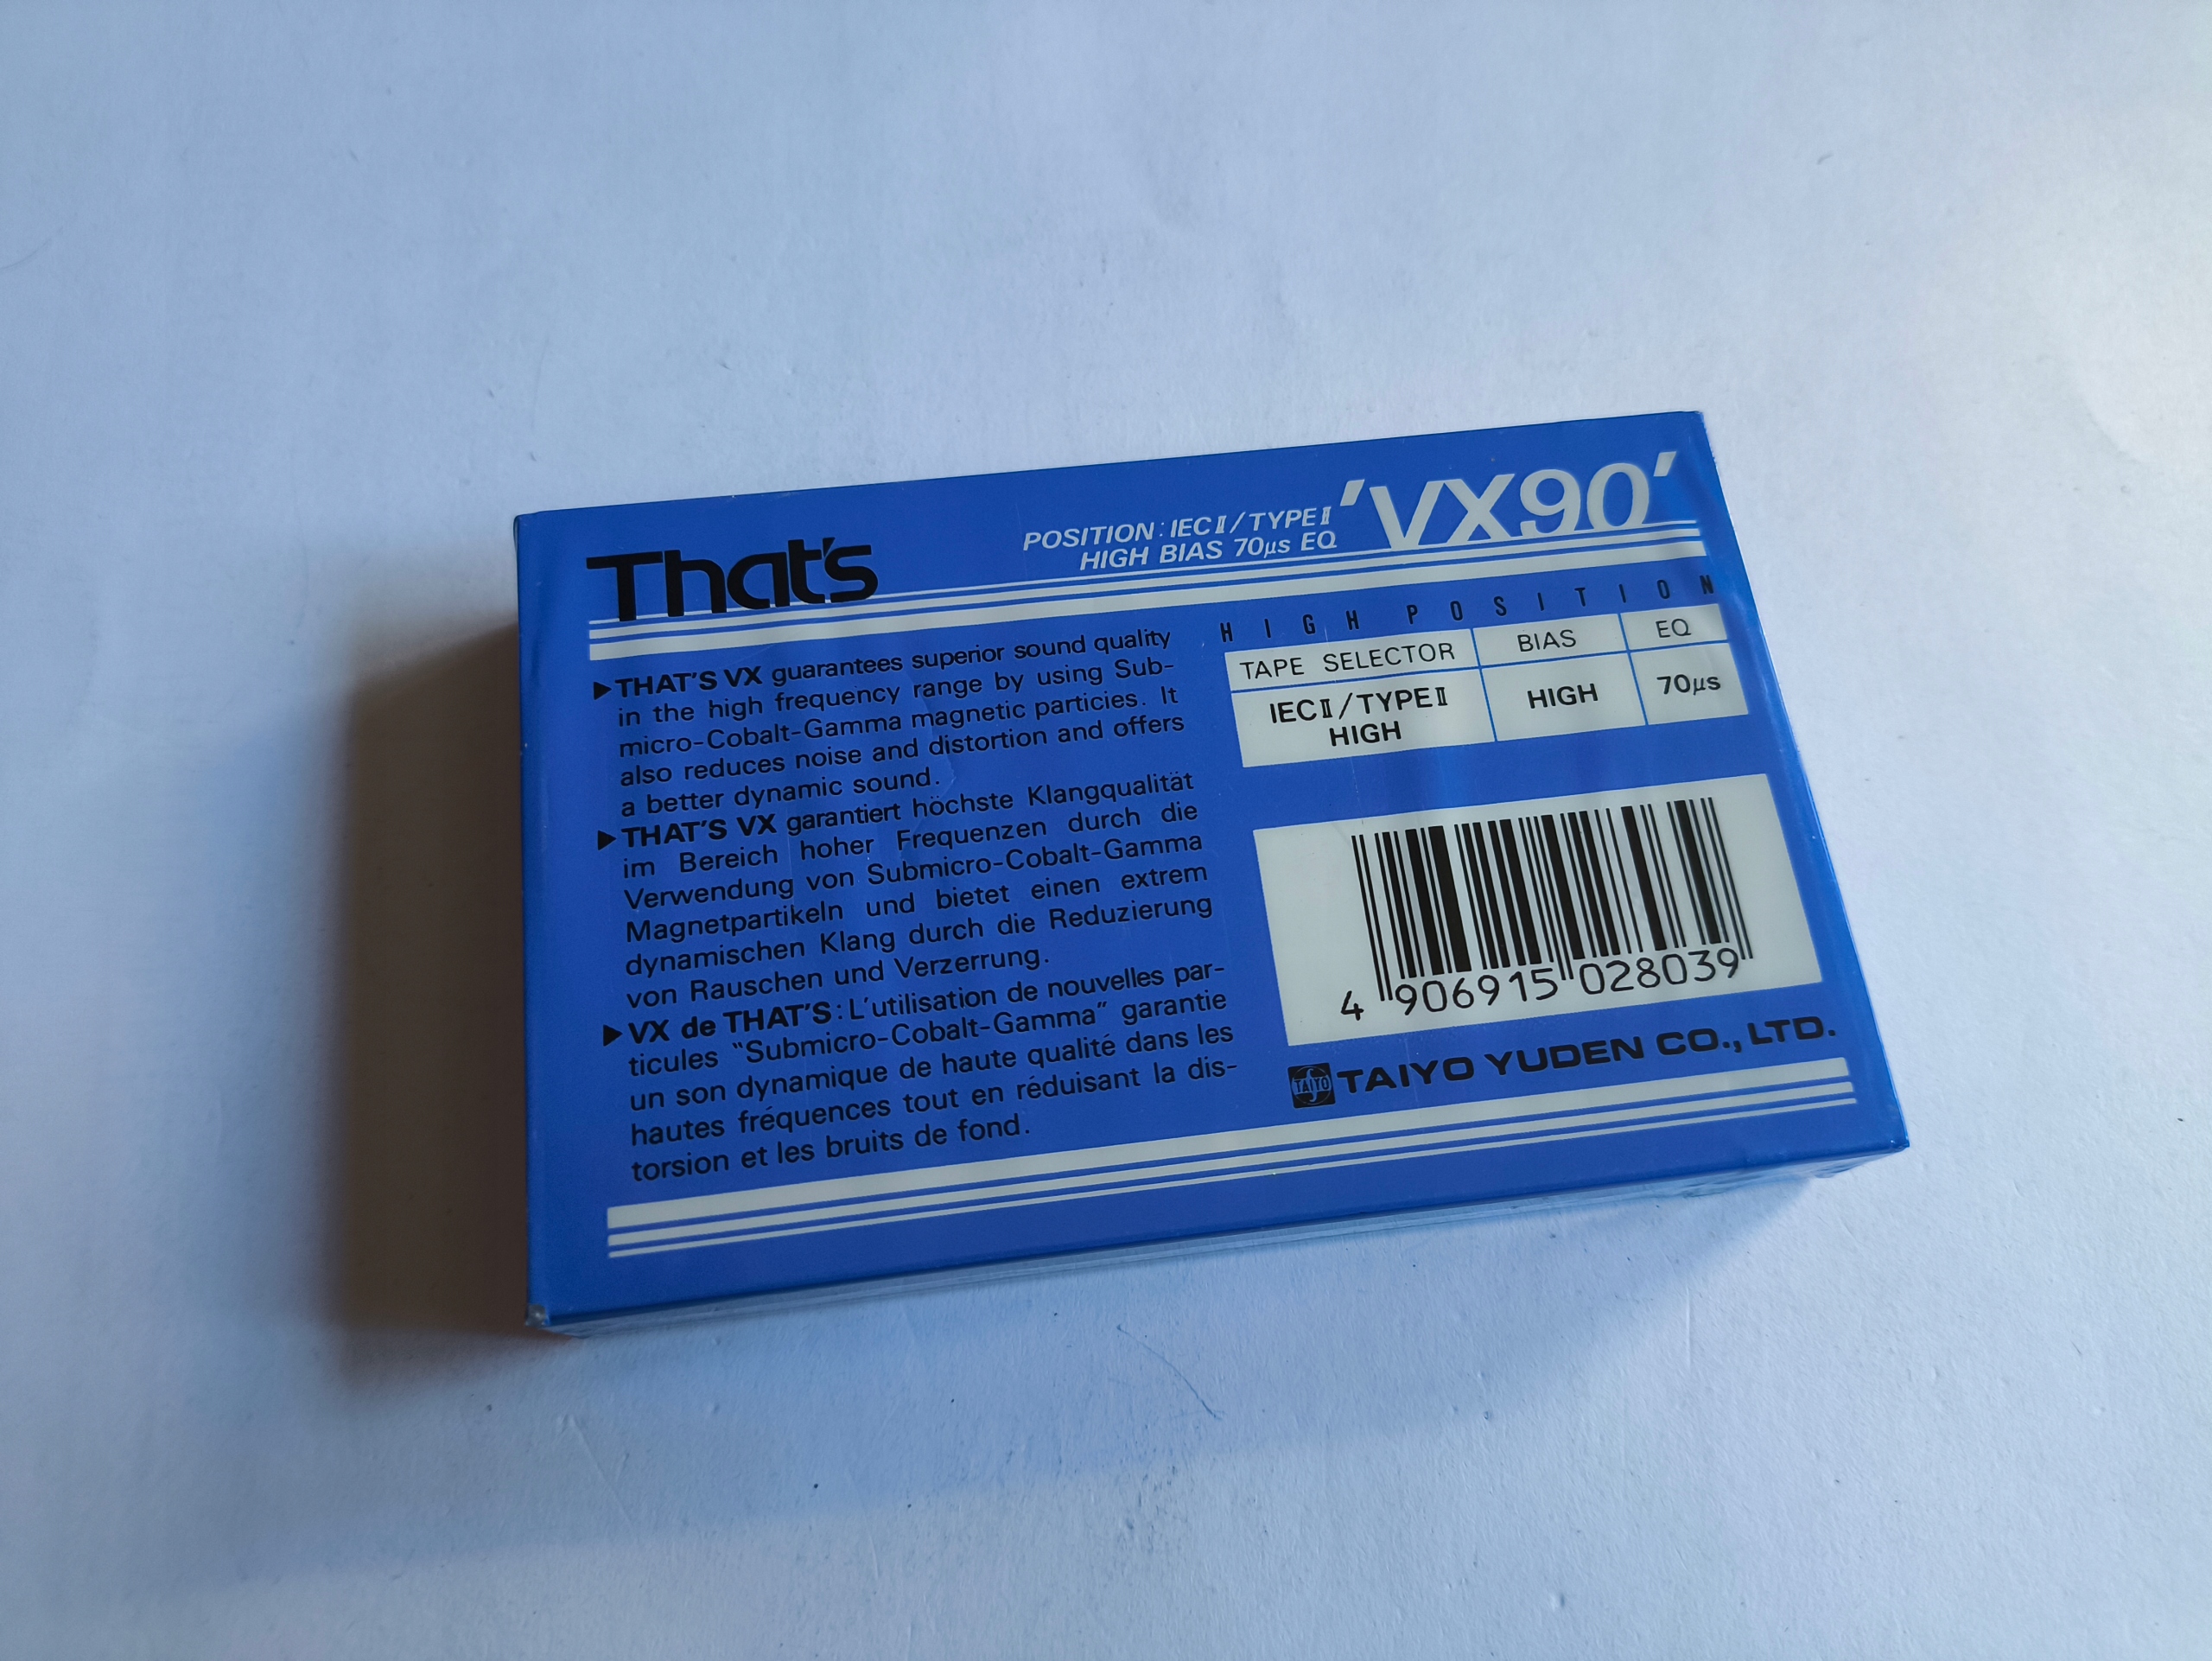 That's
POSITION : IEC Ⅱ / TYPE Ⅱ
HIGH BIAS 70μs EQ
'VX90'
▶THAT'S VX guarantees superior sound quality
in the high frequency range by using Sub-
micro-Cobalt-Gamma magnetic particies. It
also reduces noise and distortion and offers
a better dynamic sound.
▶THAT'S VX garantiert höchste Klangqualität
im Bereich hoher Frequenzen durch die
Verwendung von Submicro-Cobalt-Gamma
Magnetpartikeln und bietet einen extrem
dynamischen Klang durch die Reduzierung
von Rauschen und Verzerrung.
▶VX de THAT'S : L'utilisation de nouvelles par-
ticules "Submicro-Cobalt-Gamma" garantie
un son dynamique de haute qualité dans les
hautes fréquences tout en réduisant la dis-
torsion et les bruits de fond.
HIGH POSITION
TAPE SELECTOR BIAS EQ
IEC Ⅱ / TYPE Ⅱ HIGH 70μs
HIGH
4 906915 028039
TAIYO TAIYO YUDEN CO., LTD.